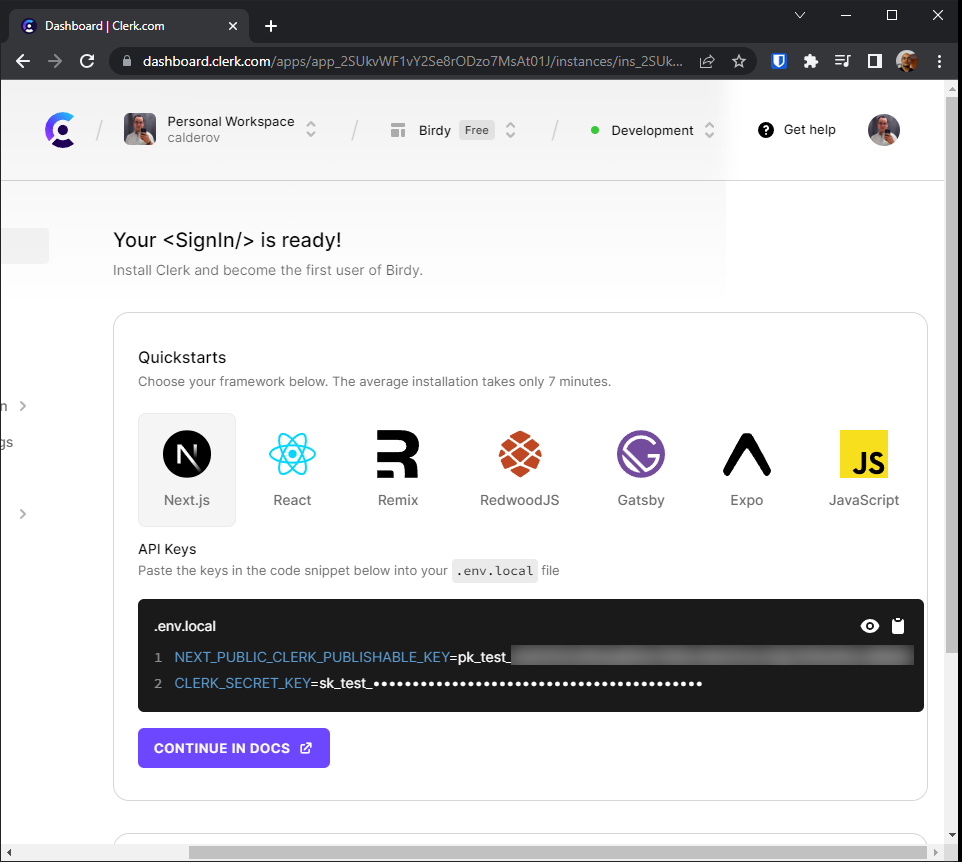 Dashboard | Clerk.com
dashboard.clerk.com/apps/app_2SUkvWF1vY2Se8rODzo7MsAt01J/instances/ins_2SUk...
Personal Workspace
calderov
Birdy Free
Development
Get help
Your <SignIn/> is ready!
Install Clerk and become the first user of Birdy.
Quickstarts
Choose your framework below. The average installation takes only 7 minutes.
n
gs
N
R
JS
Next.js React Remix RedwoodJS Gatsby Expo JavaScript
API Keys
Paste the keys in the code snippet below into your .env.local file
.env.local
1 NEXT_PUBLIC_CLERK_PUBLISHABLE_KEY=pk_test_
2 CLERK_SECRET_KEY=sk_test_••••••••••••••••••••••••••••••••••••••••••
CONTINUE IN DOCS